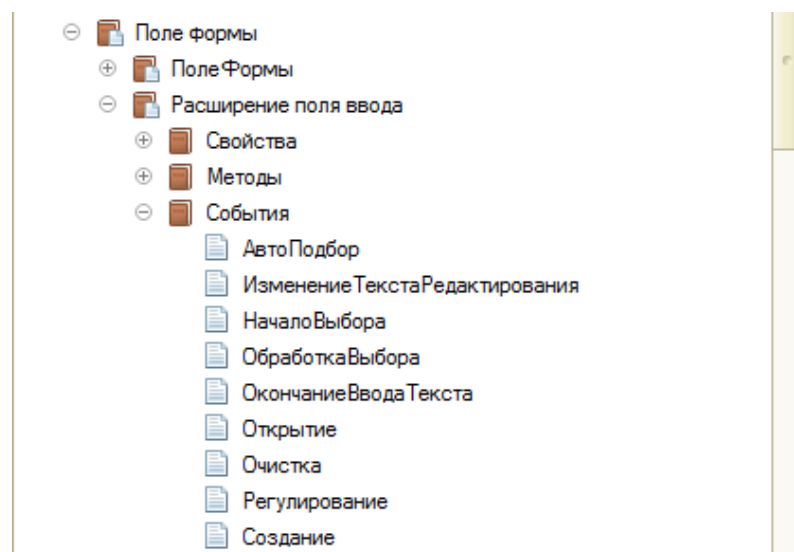 Поле формы
ПолеФормы
Расширение поля ввода
Свойства
Методы
События
АвтоПодбор
ИзменениеТекстаРедактирования
НачалоВыбора
ОбработкаВыбора
ОкончаниеВводаТекста
Открытие
Очистка
Регулирование
Создание